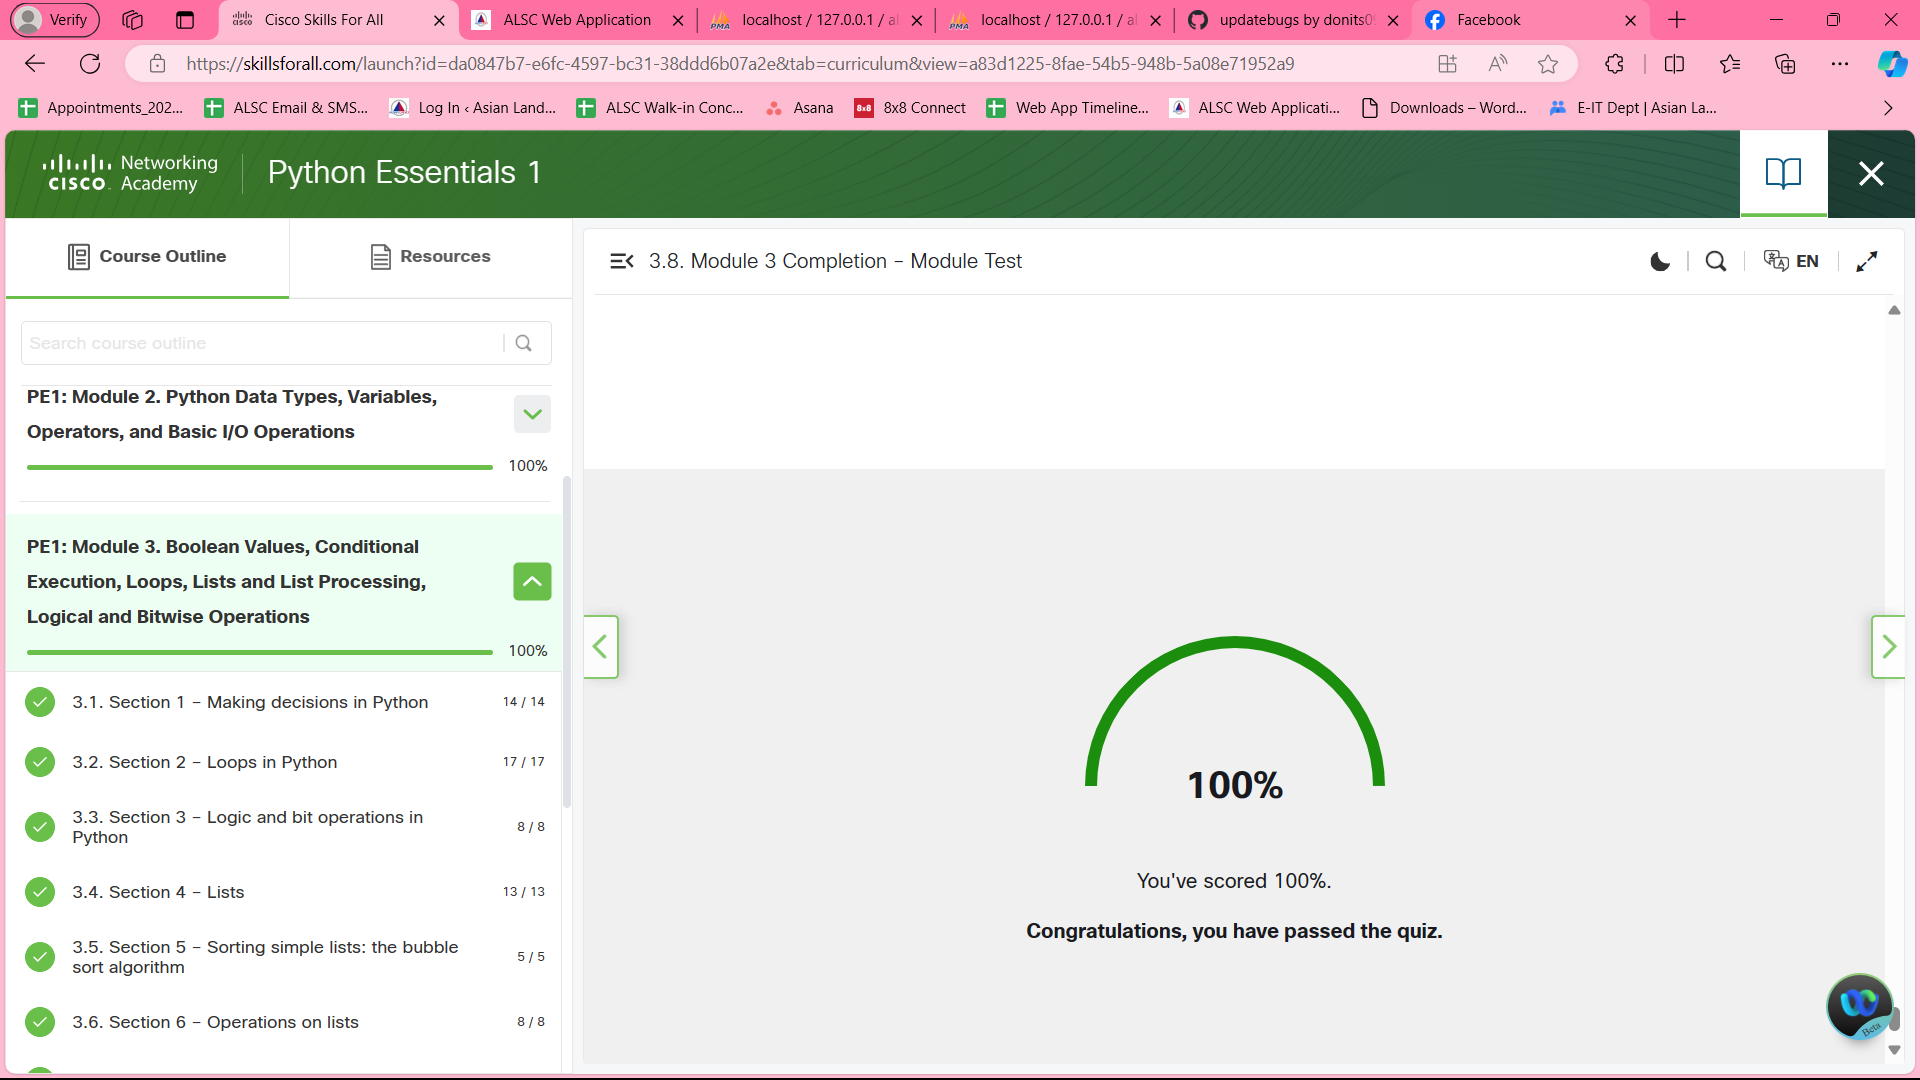 Verify
Cisco Skills For All
ALSC Web Application
localhost / 127.0.0.1 / al
localhost / 127.0.0.1 / al
updatebugs by donits09
Facebook
https://skillsforall.com/launch?id=da0847b7-e6fc-4597-bc31-38ddd6b07a2e&tab=curriculum&view=a83d1225-8fae-54b5-948b-5a08e71952a9
Appointments_202...
ALSC Email & SMS...
Log In ‹ Asian Land...
ALSC Walk-in Conc...
Asana
8x8 Connect
Web App Timeline...
ALSC Web Applicati...
Downloads – Word...
E-IT Dept | Asian La...
CISCO Networking Academy
Python Essentials 1
Course Outline
Resources
3.8. Module 3 Completion – Module Test
EN
Search course outline
PE1: Module 2. Python Data Types, Variables,
Operators, and Basic I/O Operations
100%
PE1: Module 3. Boolean Values, Conditional
Execution, Loops, Lists and List Processing,
Logical and Bitwise Operations
100%
3.1. Section 1 – Making decisions in Python 14 / 14
3.2. Section 2 – Loops in Python 17 / 17
3.3. Section 3 – Logic and bit operations in
Python 8 / 8
3.4. Section 4 – Lists 13 / 13
3.5. Section 5 – Sorting simple lists: the bubble
sort algorithm 5 / 5
3.6. Section 6 – Operations on lists 8 / 8
100%
You've scored 100%.
Congratulations, you have passed the quiz.
Beta